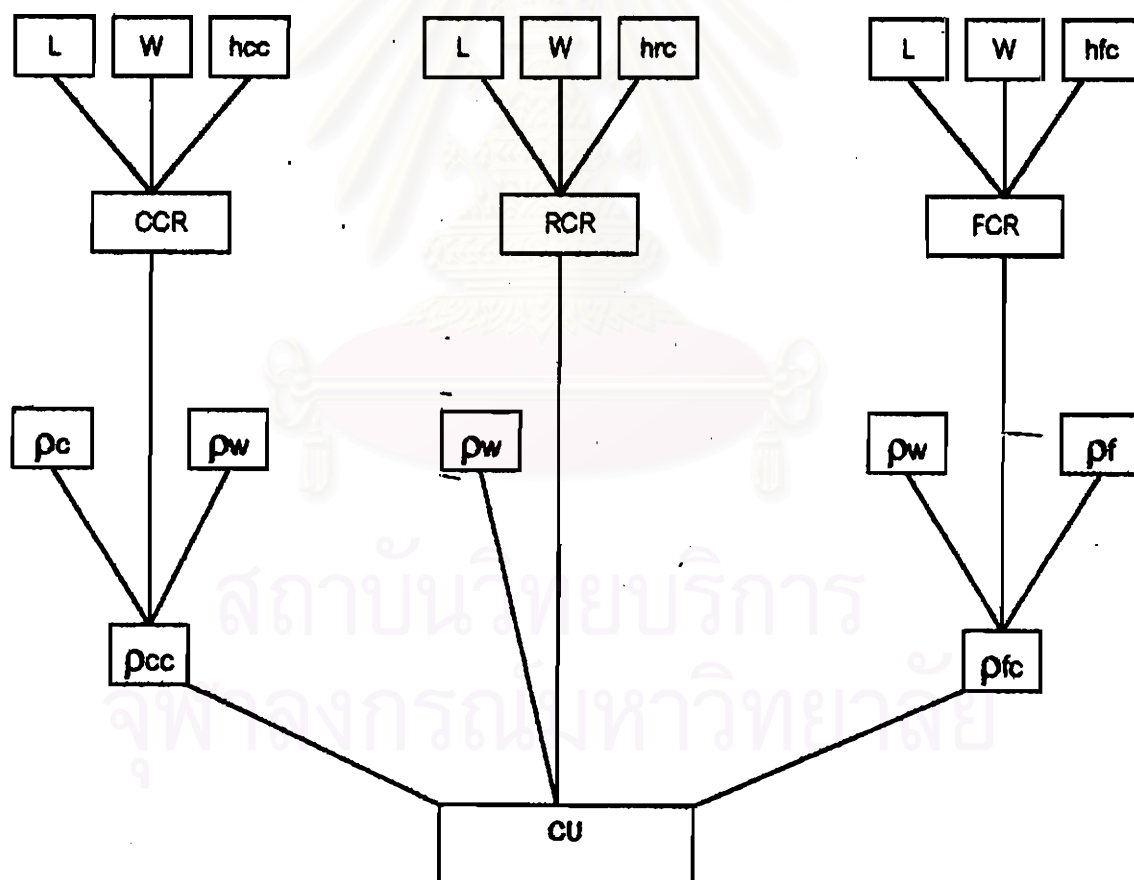 L W hcc L W hrc L W hfc
CCR RCR FCR
ρc ρw ρw ρw ρf
สถาบันวิทยบริการ
ρcc ρfc
จุฬาลงกรณ์มหาวิทยาลัย
CU